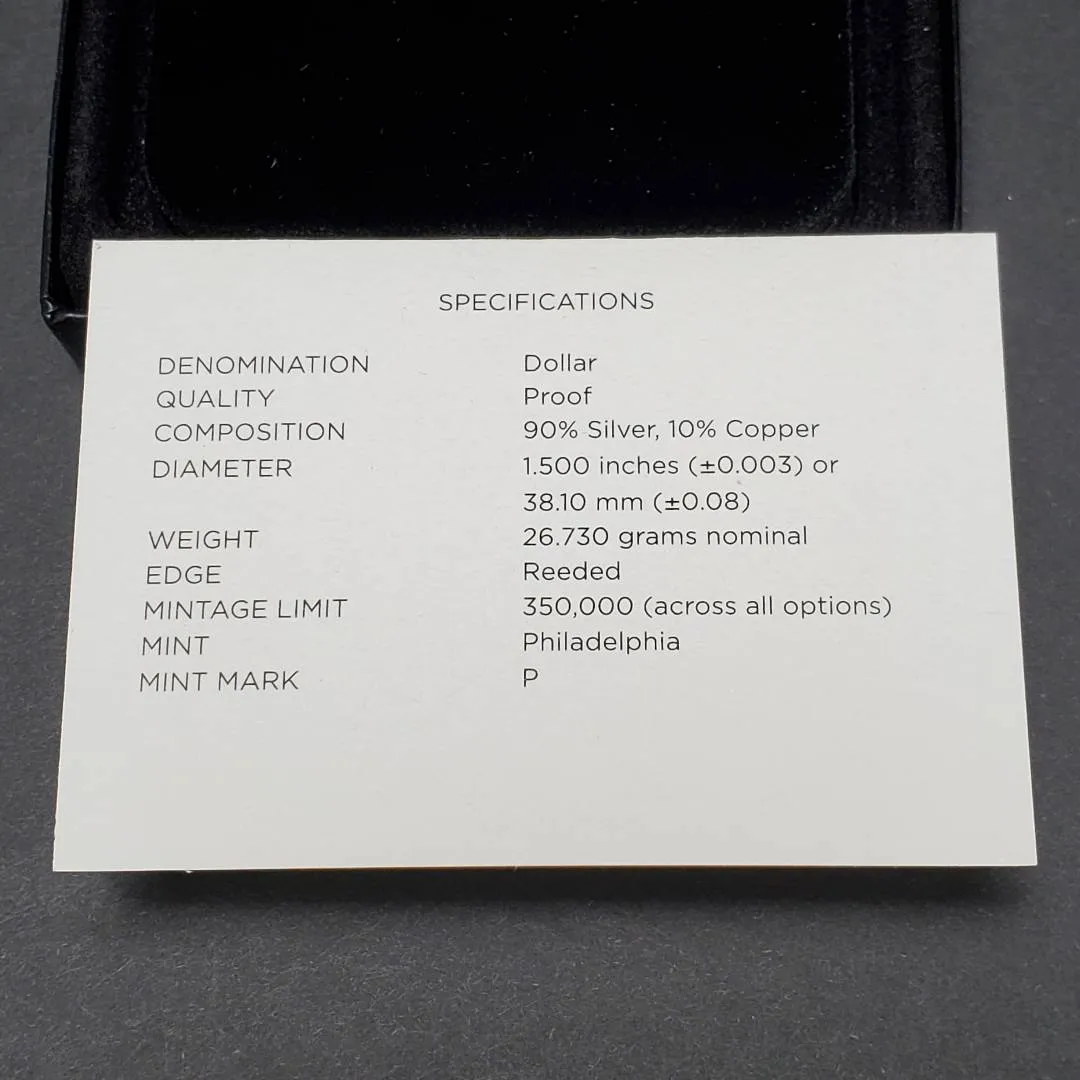 SPECIFICATIONS
DENOMINATION Dollar
QUALITY Proof
COMPOSITION 90% Silver, 10% Copper
DIAMETER 1.500 inches (±0.003) or
38.10 mm (±0.08)
WEIGHT 26.730 grams nominal
EDGE Reeded
MINTAGE LIMIT 350,000 (across all options)
MINT Philadelphia
MINT MARK P